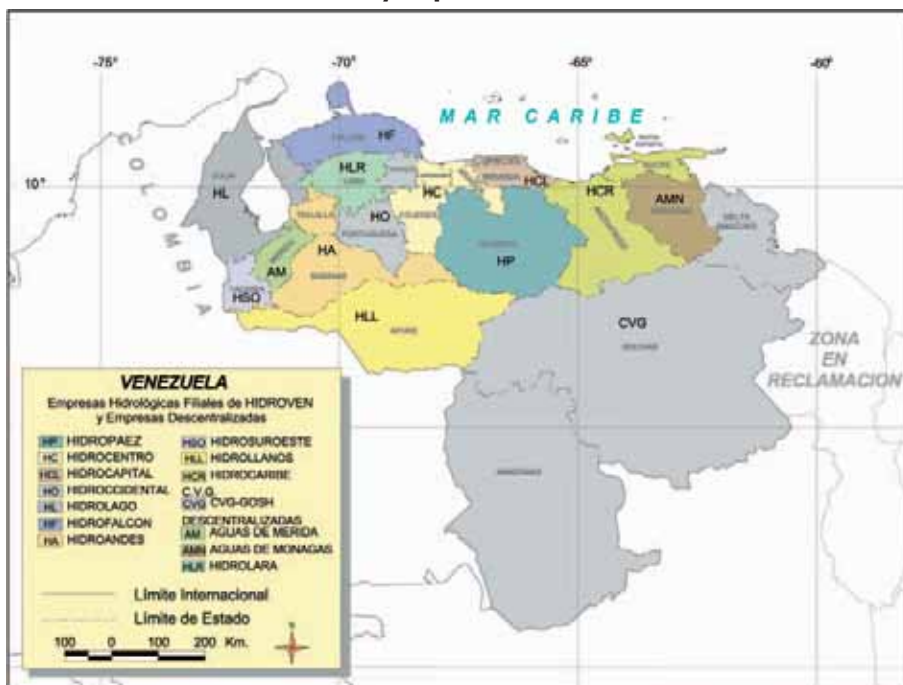 -75°
-70°
-65°
-60°
MAR CARIBE
10°
COLOMBIA
HF
HLR
HL
HCL
HC
HCR
AMN
HO
PORTUGUESA
HA
AM
HP
HSO
HLL
CVG
ZONA
EN
RECLAMACION
VENEZUELA
Empresas Hidrológicas Filiales de HIDROVEN
y Empresas Descentralizadas
HP HIDROPAEZ
HC HIDROCENTRO
HCL HIDROCAPITAL
HO HIDROCCIDENTAL
HL HIDROLAGO
HF HIDROFALCON
HA HIDROANDES
HSO HIDROSUROESTE
HLL HIDROLLANOS
HCR HIDROCARIBE
C.V.G.
CVG CVG-GOSH
DESCENTRALIZADAS
AM AGUAS DE MERIDA
AMN AGUAS DE MONAGAS
HLR HIDROLARA
Límite Internacional
Límite de Estado
100 0 100 200 Km.